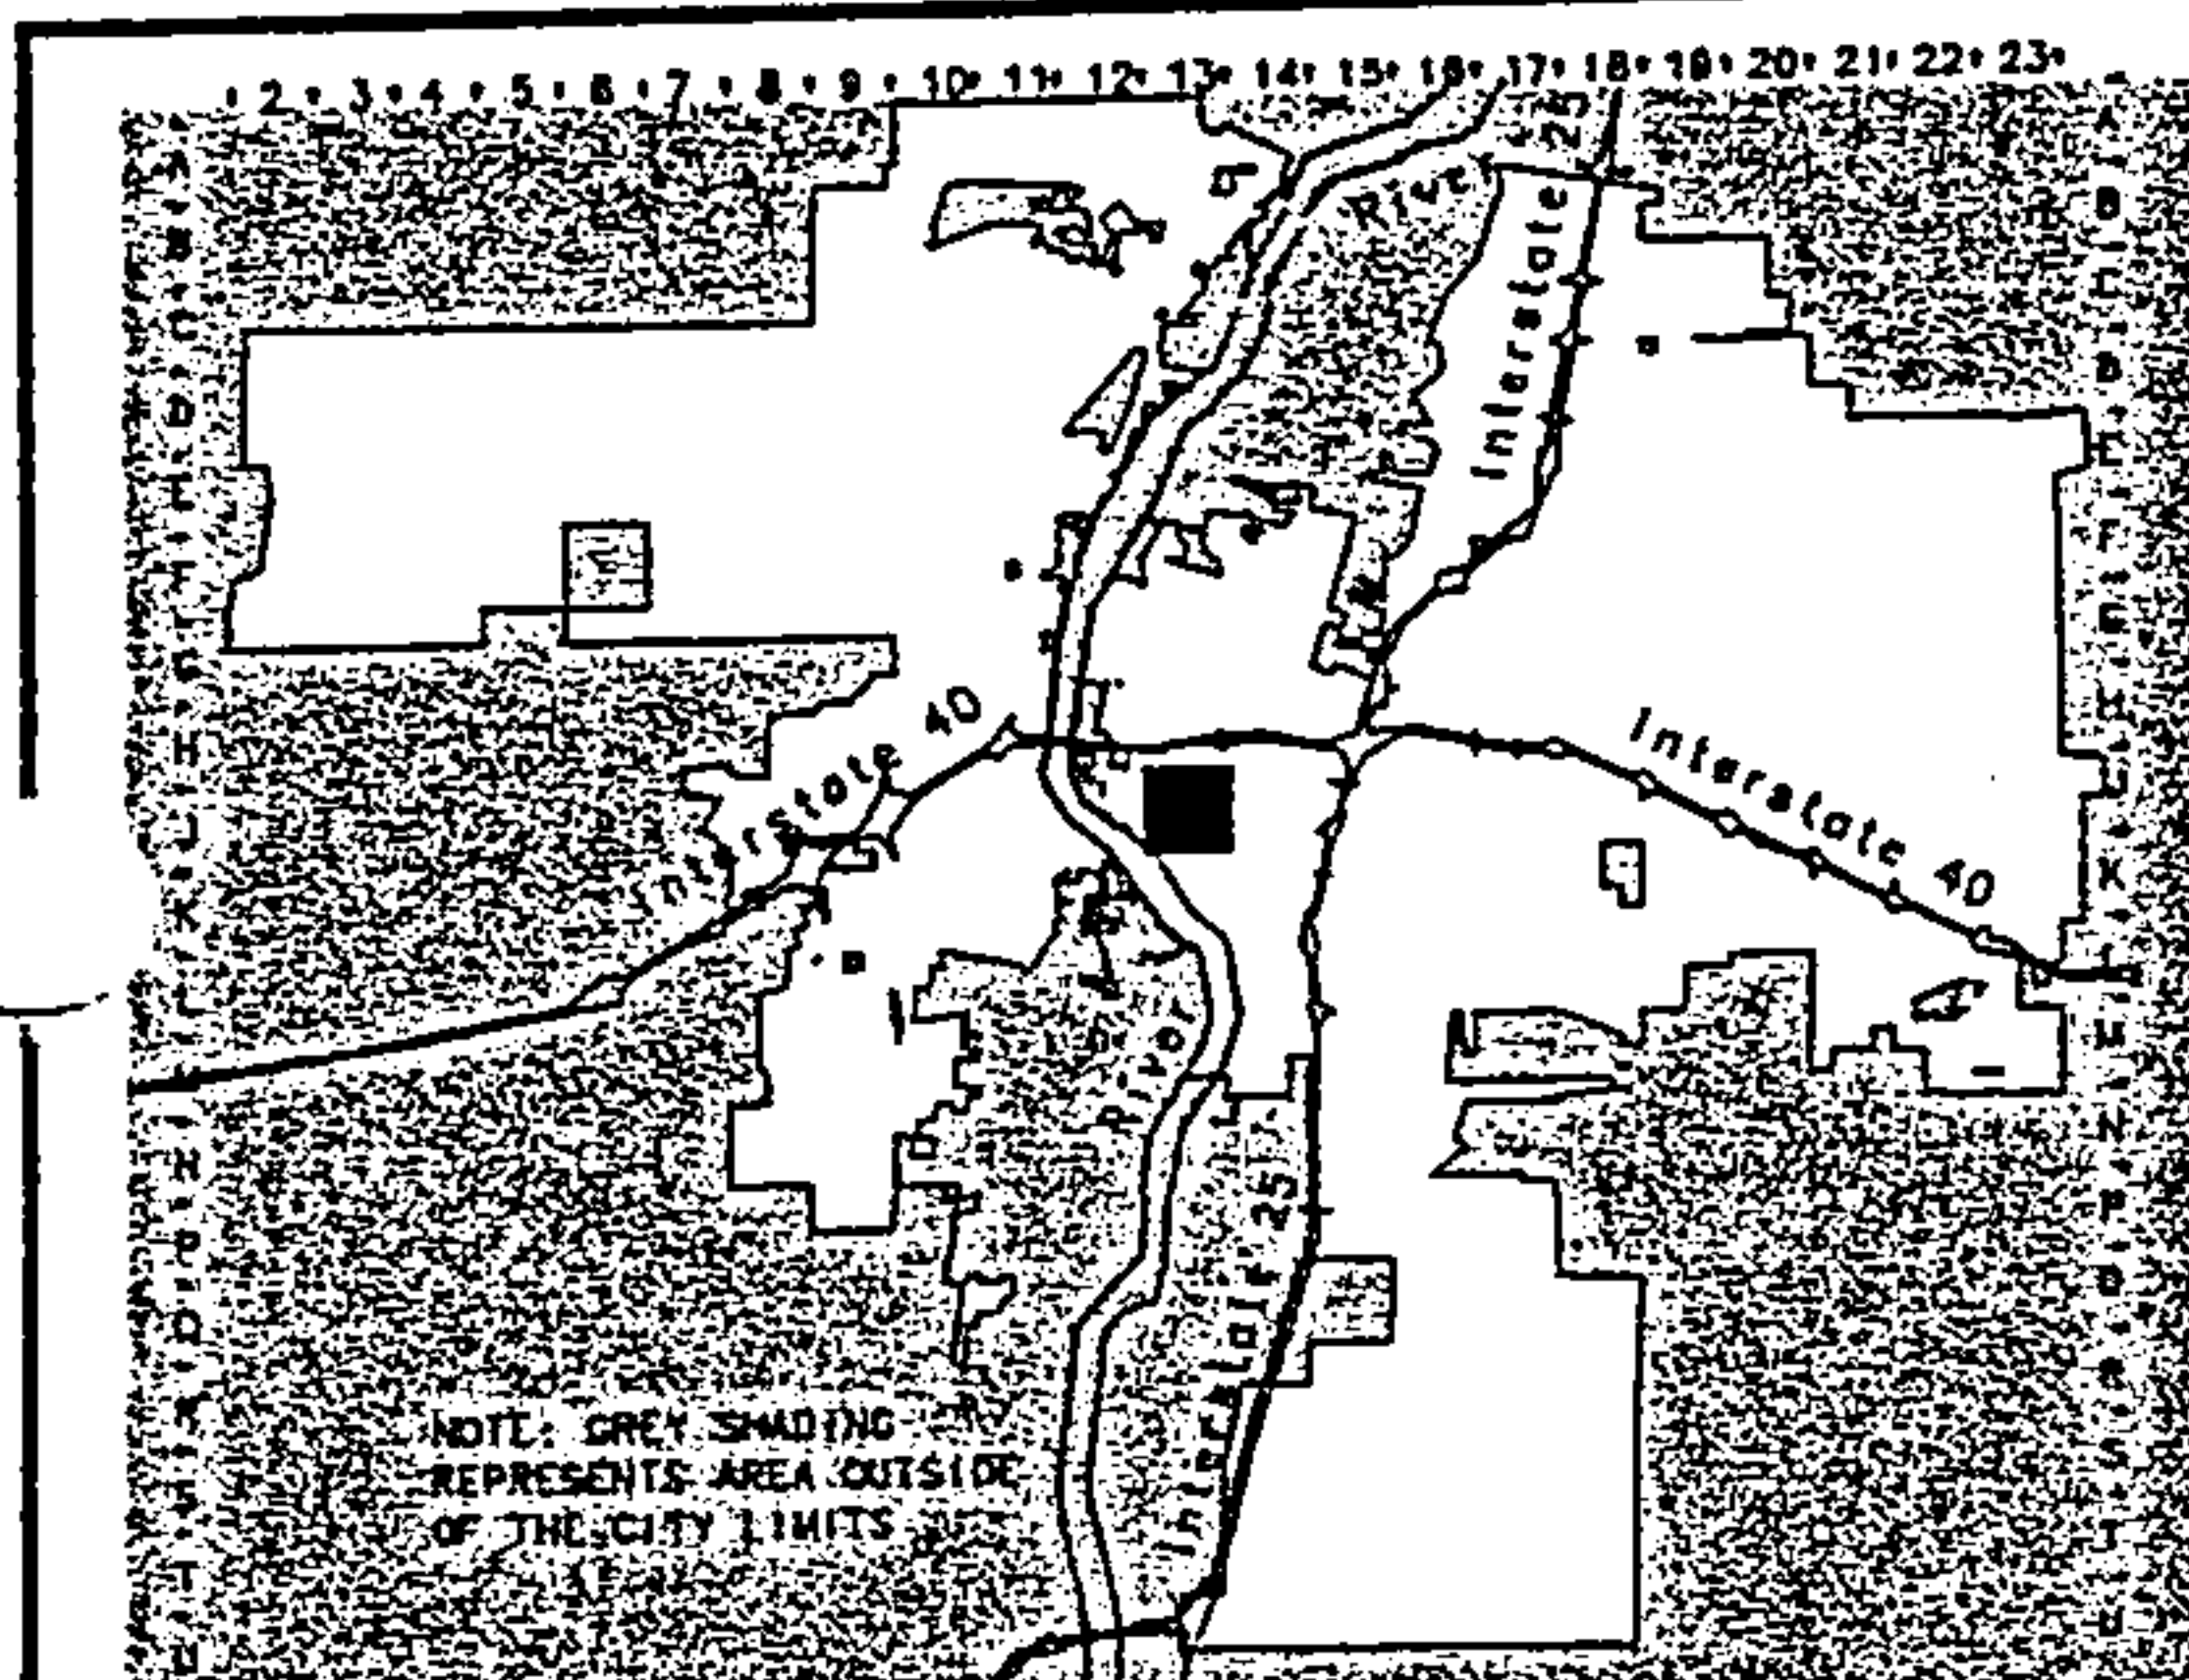 2 3 4 5 6 7 8 9 10 11 12 13 14 15 16 17 18 19 20 21 22 23
A A
B B
C C
D D
E E
F F
G G
H H
J J
K K
L L
M M
N N
P P
Q Q
R R
S S
T T
U U
River
Interstate 25
Interstate 40
Interstate 40
River
Interstate 25
NOTE: GREY SHADING
REPRESENTS AREA OUTSIDE
OF THE CITY LIMITS